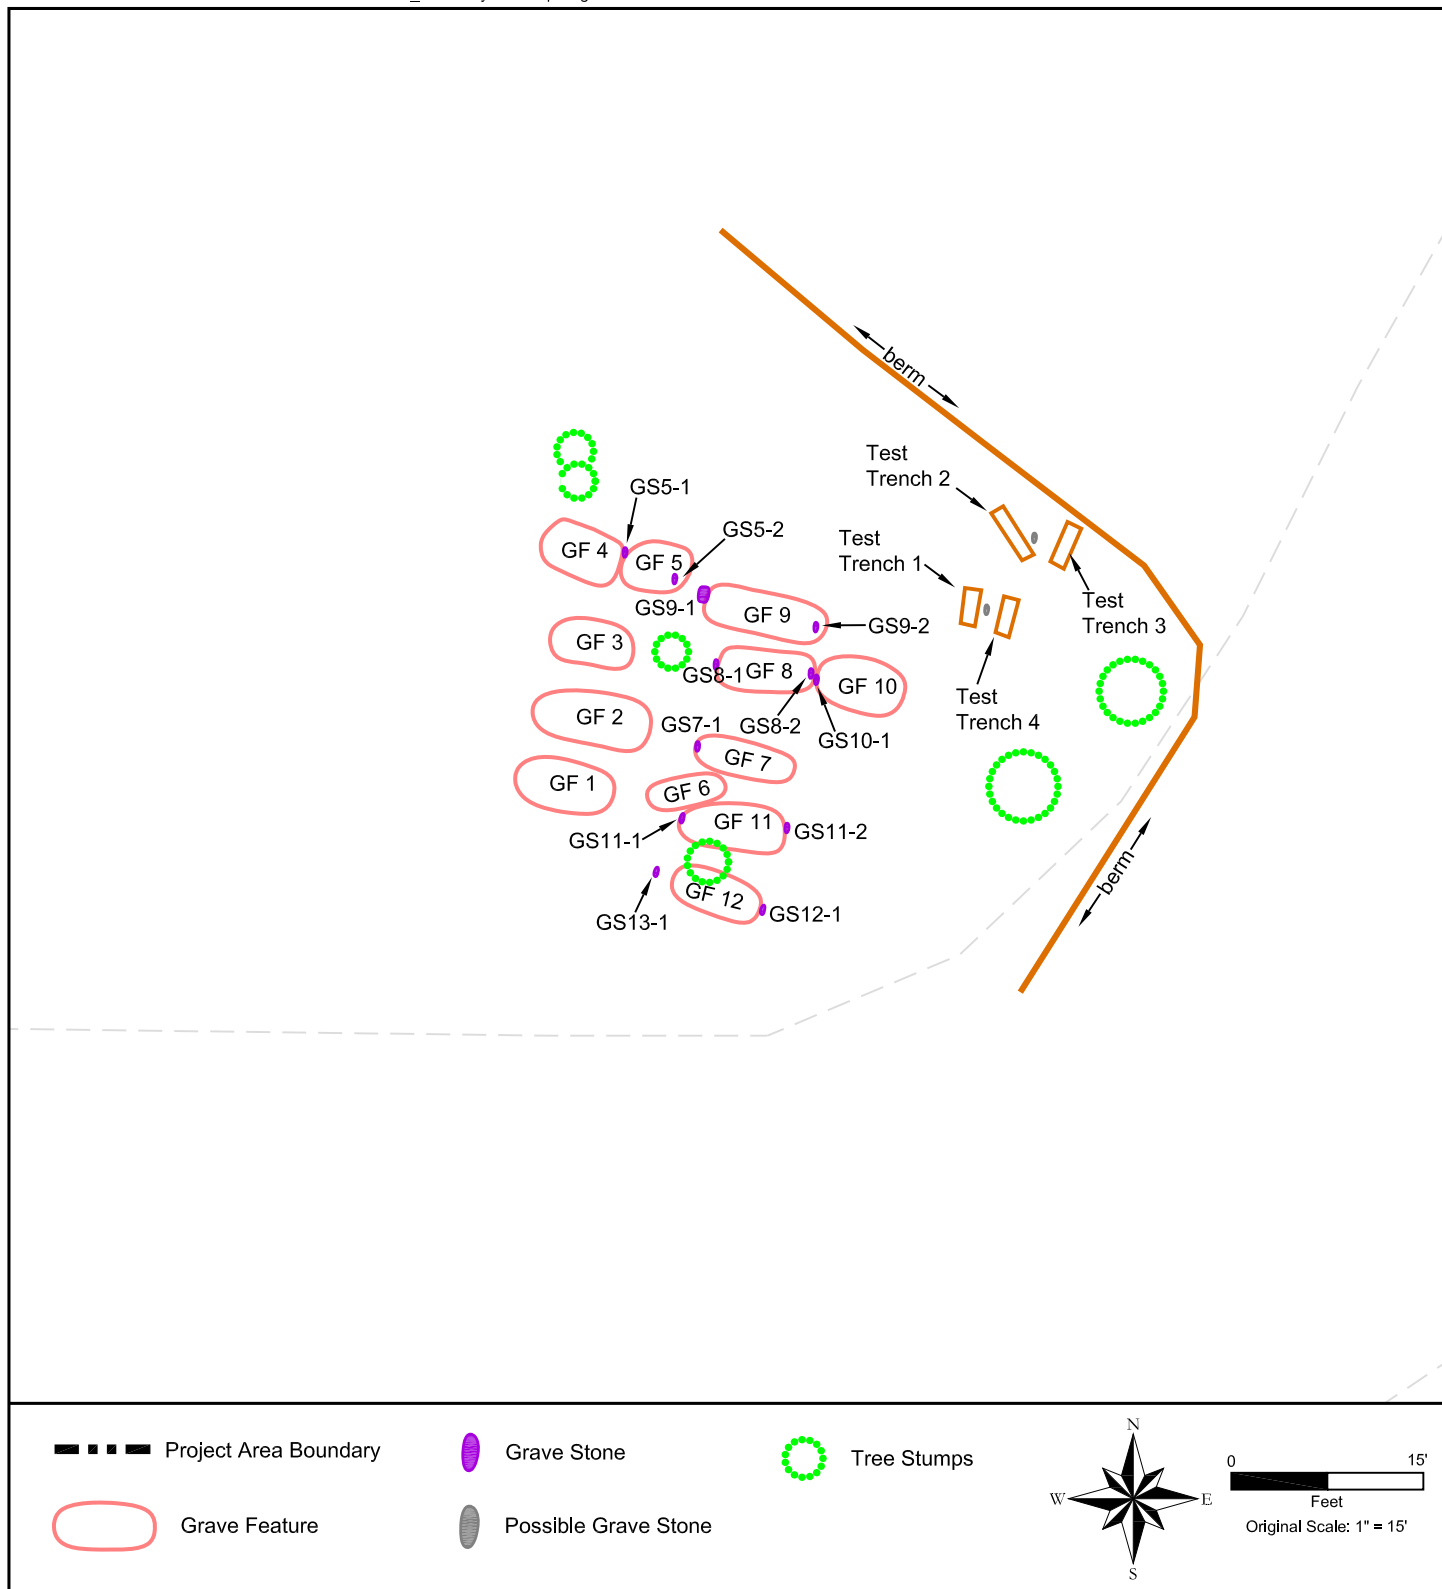 berm
Test
Trench 2
GS5-1
GS5-2
GF 4
GF 5
Test
Trench 1
GS9-1
GF 9
GS9-2
Test
Trench 3
GF 3
GS8-1
GF 8
GF 10
Test
Trench 4
GF 2
GS7-1
GS8-2
GS10-1
GF 7
GF 1
GF 6
GF 11
GS11-1
GS11-2
berm
GF 12
GS13-1
GS12-1
Project Area Boundary
Grave Stone
Tree Stumps
Grave Feature
Possible Grave Stone
N
W
E
S
0 15'
Feet
Original Scale: 1" = 15'